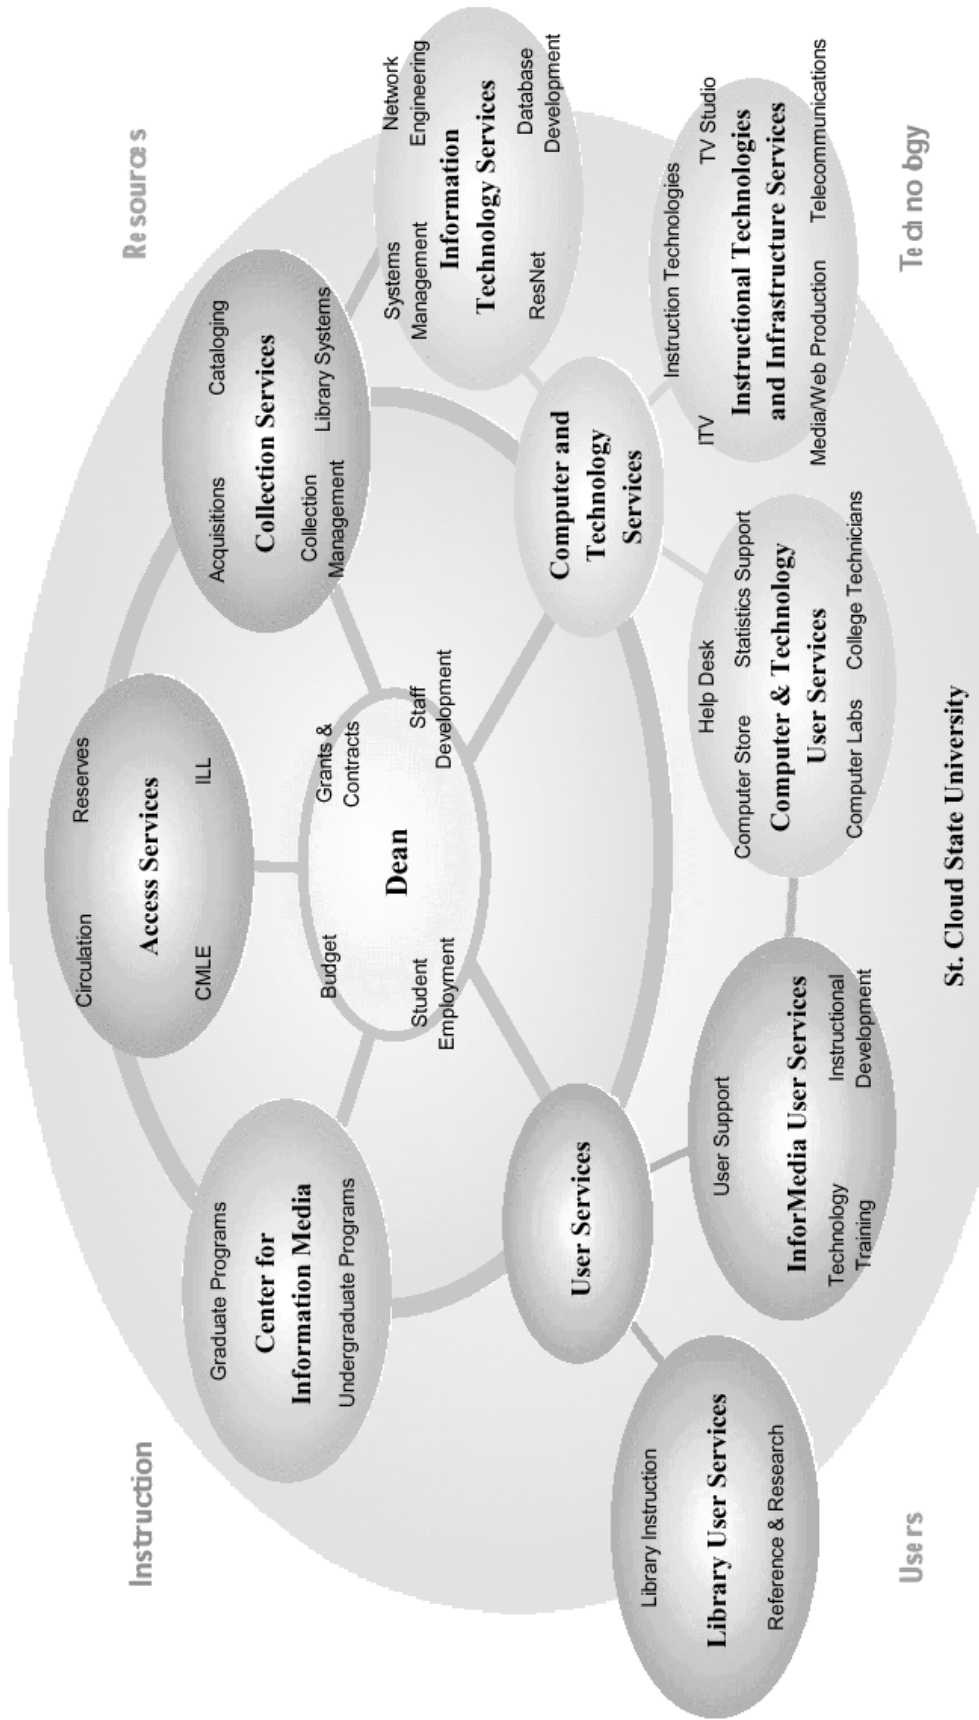 Instruction
Resources
Circulation
Reserves
Access Services
CMLE
ILL
Acquisitions
Cataloging
Collection Services
Collection
Management
Library Systems
Graduate Programs
Center for
Information Media
Undergraduate Programs
Budget
Grants &
Contracts
Dean
Student
Employment
Staff
Development
Systems
Management
Network
Engineering
Information
Technology Services
ResNet
Database
Development
User Services
Computer and
Technology
Services
Library Instruction
Library User Services
Reference & Research
User Support
InforMedia User Services
Technology
Training
Instructional
Development
Help Desk
Computer Store
Statistics Support
Computer & Technology
User Services
Computer Labs
College Technicians
Instruction Technologies
ITV
TV Studio
Instructional Technologies
and Infrastructure Services
Media/Web Production
Telecommunications
Users
Technology
St. Cloud State University